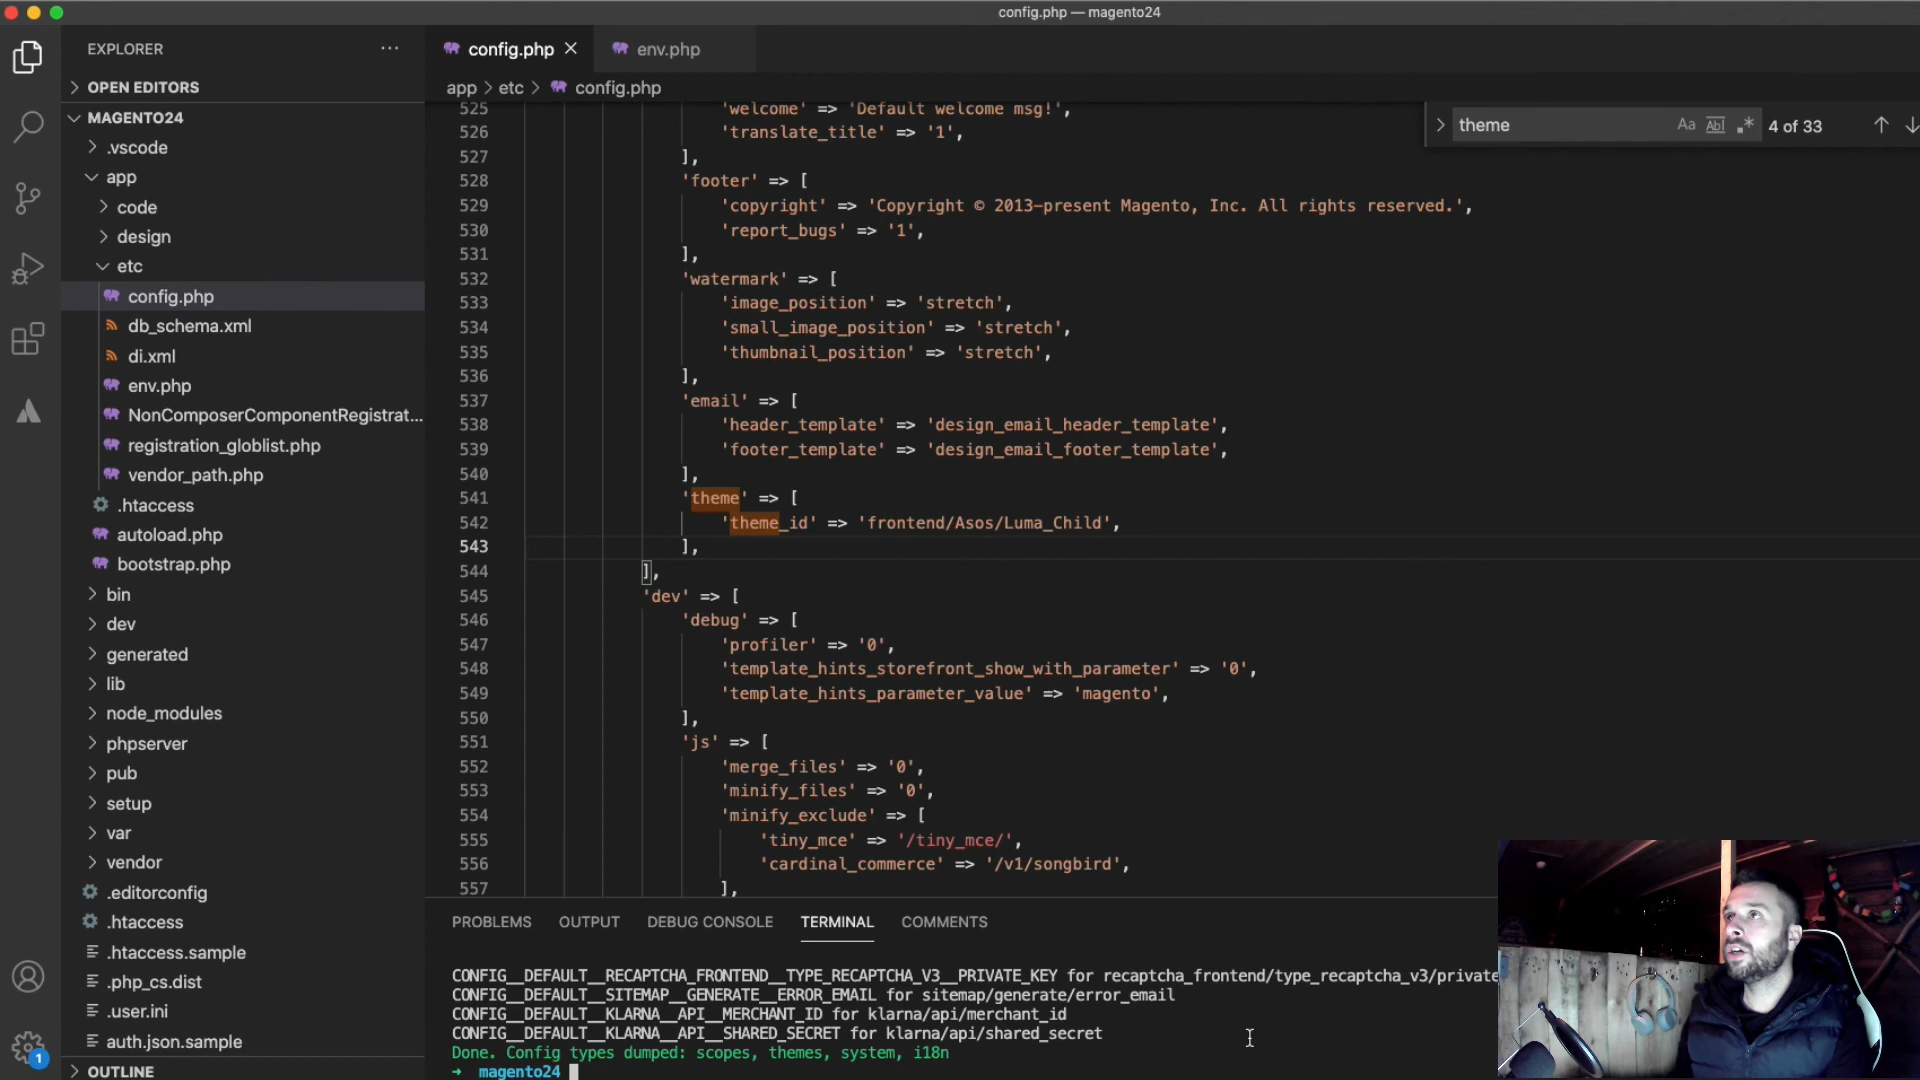 config.php — magento24
EXPLORER
OPEN EDITORS
MAGENTO24
.vscode
app
code
design
etc
config.php
db_schema.xml
di.xml
env.php
NonComposerComponentRegistrat...
registration_globlist.php
vendor_path.php
.htaccess
autoload.php
bootstrap.php
bin
dev
generated
lib
node_modules
phpserver
pub
setup
var
vendor
.editorconfig
.htaccess
.htaccess.sample
.php_cs.dist
.user.ini
auth.json.sample
OUTLINE
1
config.php
env.php
app > etc > config.php
theme
Aa
Abl
.*
4 of 33
525 'welcome' => 'Default welcome msg!',
526 'translate_title' => '1',
527 ],
528 'footer' => [
529 'copyright' => 'Copyright © 2013-present Magento, Inc. All rights reserved.',
530 'report_bugs' => '1',
531 ],
532 'watermark' => [
533 'image_position' => 'stretch',
534 'small_image_position' => 'stretch',
535 'thumbnail_position' => 'stretch',
536 ],
537 'email' => [
538 'header_template' => 'design_email_header_template',
539 'footer_template' => 'design_email_footer_template',
540 ],
541 'theme' => [
542 'theme_id' => 'frontend/Asos/Luma_Child',
543 ],
544 ],
545 'dev' => [
546 'debug' => [
547 'profiler' => '0',
548 'template_hints_storefront_show_with_parameter' => '0',
549 'template_hints_parameter_value' => 'magento',
550 ],
551 'js' => [
552 'merge_files' => '0',
553 'minify_files' => '0',
554 'minify_exclude' => [
555 'tiny_mce' => '/tiny_mce/',
556 'cardinal_commerce' => '/v1/songbird',
557 ],
PROBLEMS OUTPUT DEBUG CONSOLE TERMINAL COMMENTS
CONFIG__DEFAULT__RECAPTCHA_FRONTEND__TYPE_RECAPTCHA_V3__PRIVATE_KEY for recaptcha_frontend/type_recaptcha_v3/private
CONFIG__DEFAULT__SITEMAP__GENERATE__ERROR_EMAIL for sitemap/generate/error_email
CONFIG__DEFAULT__KLARNA__API__MERCHANT_ID for klarna/api/merchant_id
CONFIG__DEFAULT__KLARNA__API__SHARED_SECRET for klarna/api/shared_secret
Done. Config types dumped: scopes, themes, system, i18n
→ magento24